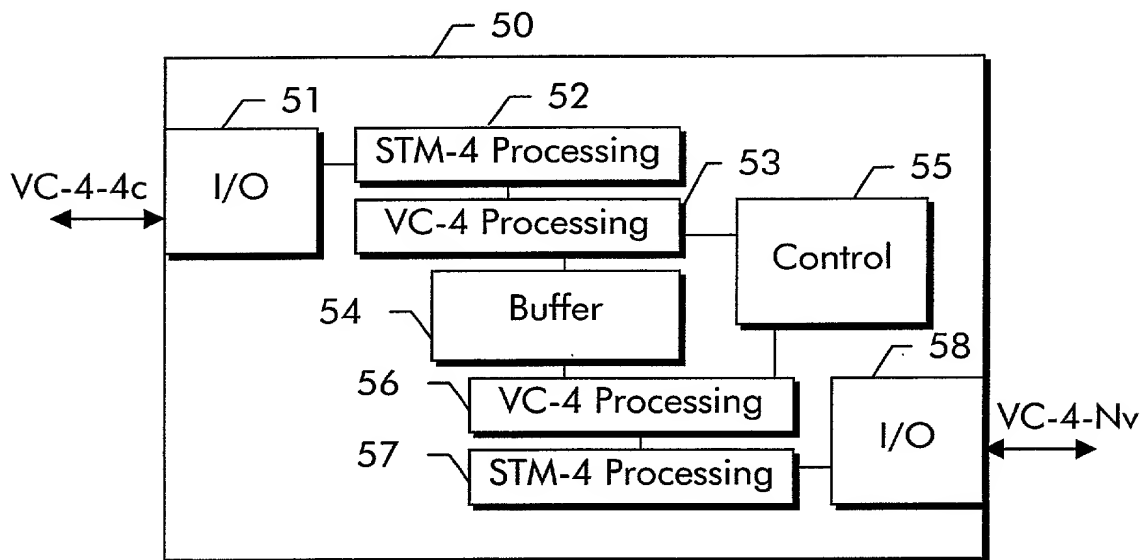 50
51
52
STM-4 Processing
53
55
VC-4-4c
I/O
VC-4 Processing
Control
54
Buffer
58
56
VC-4 Processing
VC-4-Nv
I/O
57
STM-4 Processing